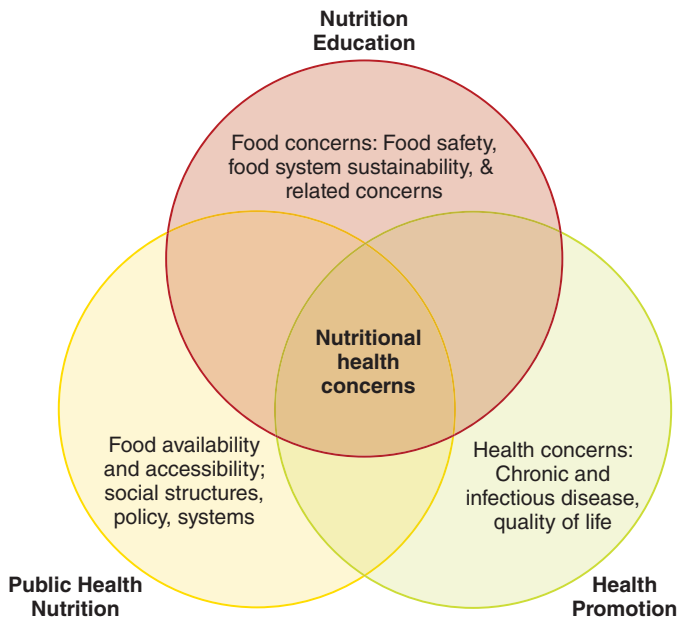 Nutrition
Education
Food concerns: Food safety,
food system sustainability, &
related concerns
Nutritional
health
concerns
Food availability
and accessibility;
social structures,
policy, systems
Health concerns:
Chronic and
infectious disease,
quality of life
Public Health
Nutrition
Health
Promotion